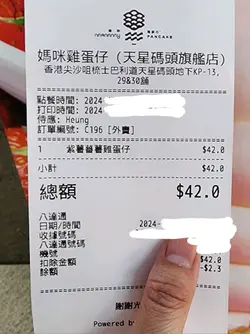 媽咪雞蛋仔 (天星碼頭旗艦店)
香港尖沙咀梳士巴利道天星碼頭地下KP-13,
29&30舖
點餐時間: 2024-
打印時間: 2024-
侍應: Heung
訂單編號: C196 [外賣]
1 紫薯番薯雞蛋仔 $42.0
小計 $42.0
總額 $42.0
八達通
日期/時間 2024-
收據號碼
八達通號碼
機號
扣除金額 $42.0
餘額 -$2.3
謝謝光
Powered by